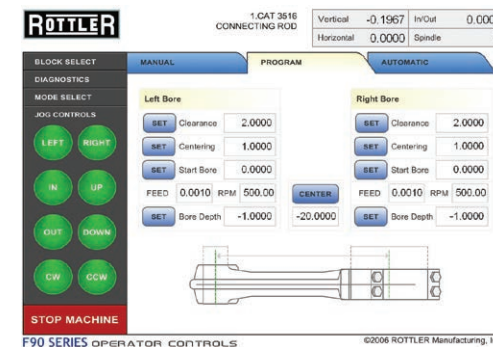 ROTTLER
1.CAT 3516
CONNECTING ROD
Vertical -0.1967 In/Out 0.000
Horizontal 0.0000 Spindle
BLOCK SELECT
DIAGNOSTICS
MODE SELECT
JOG CONTROLS
MANUAL PROGRAM AUTOMATIC
LEFT RIGHT
IN UP
OUT DOWN
CW CCW
STOP MACHINE
Left Bore
SET Clearance 2.0000
SET Centering 1.0000
SET Start Bore 0.0000
FEED 0.0010 RPM 500.00
SET Bore Depth -1.0000
CENTER
-20.0000
Right Bore
SET Clearance 2.0000
SET Centering 1.0000
SET Start Bore 0.0000
FEED 0.0010 RPM 500.00
SET Bore Depth -1.0000
F90 SERIES OPERATOR CONTROLS
©2006 ROTTLER Manufacturing,